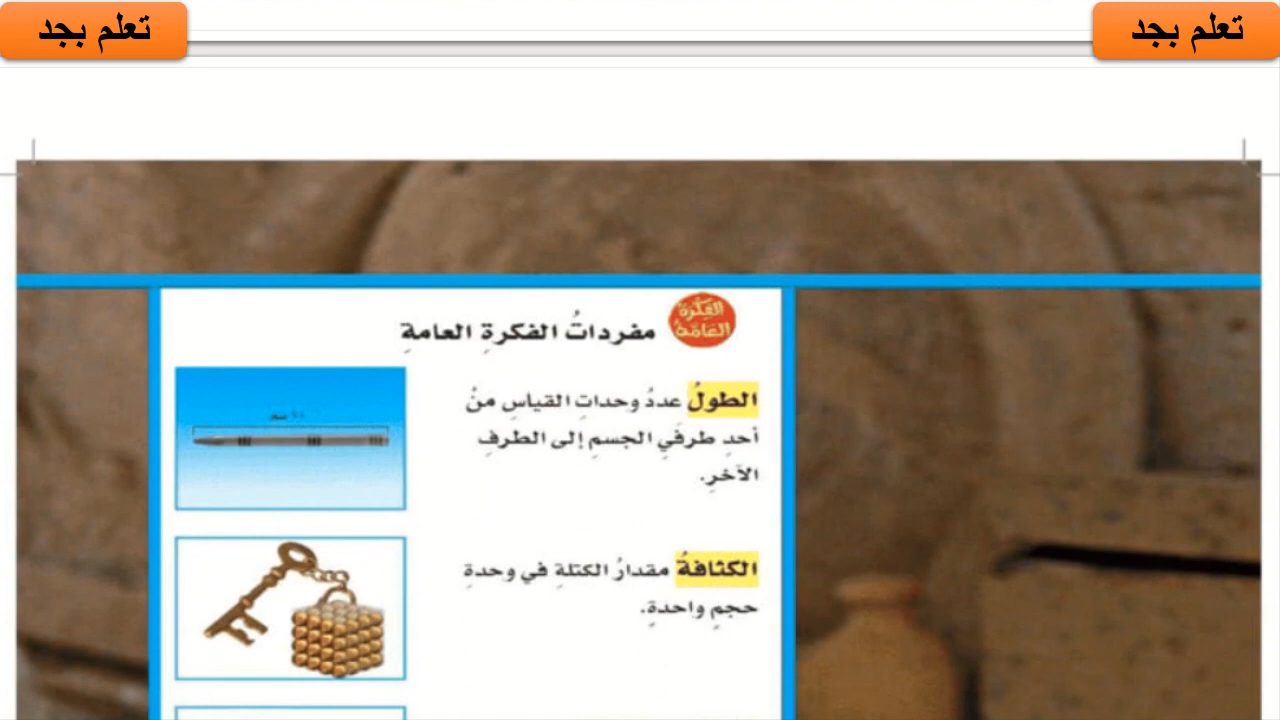 تعلم بجد
تعلم بجد
الفكرة
العامة
مفرداتُ الفكرةِ العامةِ
الطولُ عددُ وحداتِ القياسِ منْ
أحدِ طرفَيِ الجسمِ إلى الطرفِ
الآخرِ.
الكثافةُ مقدارُ الكتلةِ في وحدةِ
حجمٍ واحدةٍ.